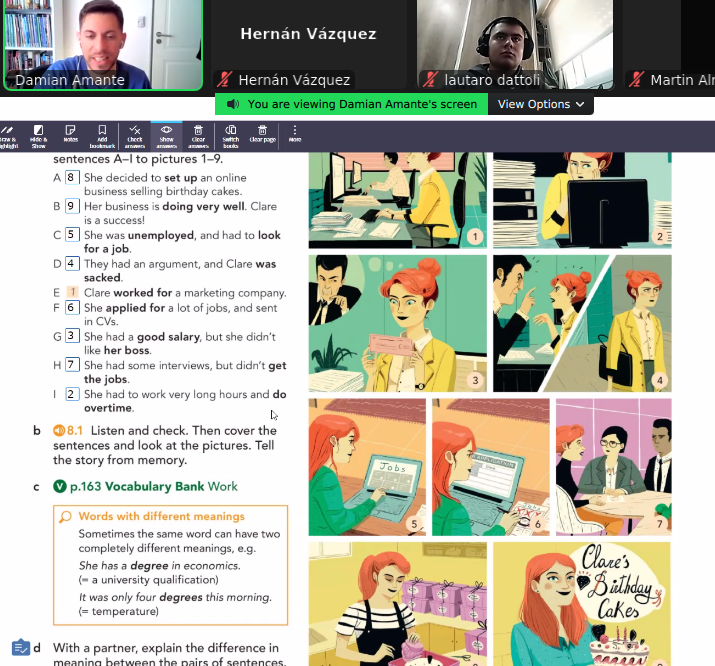 Hernán Vázquez
Damian Amante
Hernán Vázquez
lautaro dattoli
Martin
You are viewing Damian Amante's screen
View Options
Hide & Show
Notes
Add bookmark
Check answers
Show answers
Clear answers
Switch books
Clear page
More
sentences A–I to pictures 1–9.
A 8 She decided to set up an online
business selling birthday cakes.
B 9 Her business is doing very well. Clare
is a success!
C 5 She was unemployed, and had to look
for a job.
D 4 They had an argument, and Clare was
sacked.
E 1 Clare worked for a marketing company.
F 6 She applied for a lot of jobs, and sent
in CVs.
G 3 She had a good salary, but she didn't
like her boss.
H 7 She had some interviews, but didn't get
the jobs.
I 2 She had to work very long hours and do
overtime.
b 8.1 Listen and check. Then cover the
sentences and look at the pictures. Tell
the story from memory.
c V p.163 Vocabulary Bank Work
Words with different meanings
Sometimes the same word can have two
completely different meanings, e.g.
She has a degree in economics.
(= a university qualification)
It was only four degrees this morning.
(= temperature)
d With a partner, explain the difference in
meaning between the pairs of sentences.
1
2
3
4
Jobs
5
APPLICATION
6
7
Clare's
Birthday
Cakes